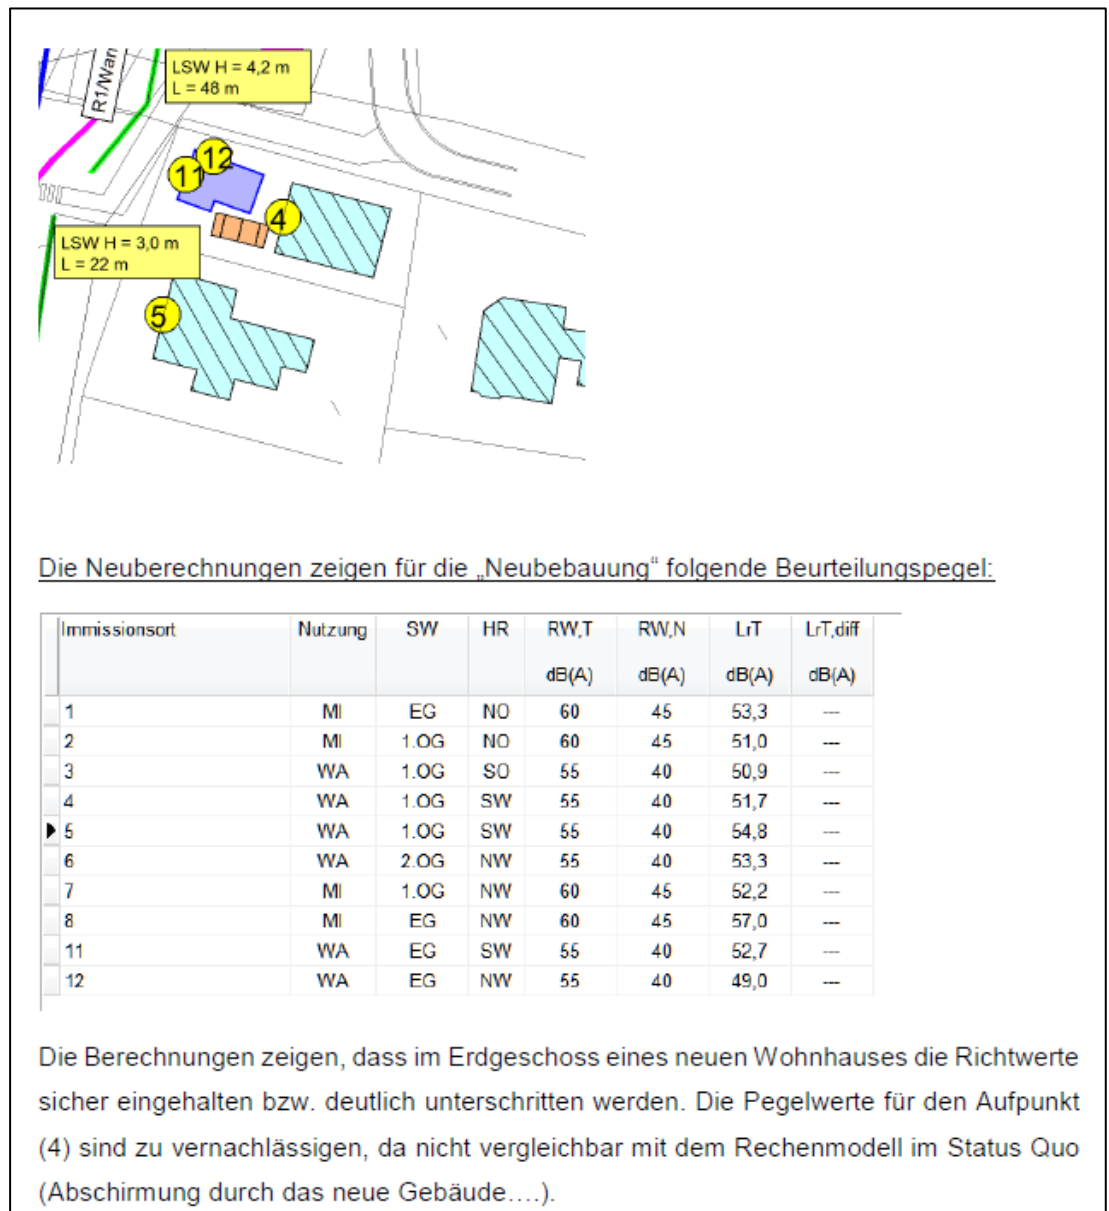 LSW H = 4,2 m
L = 48 m
R1/War
12
11
4
LSW H = 3,0 m
L = 22 m
5
Die Neuberechnungen zeigen für die „Neubebauung“ folgende Beurteilungspegel:
Immissionsort Nutzung SW HR RW,T RW,N LrT LrT,diff
dB(A) dB(A) dB(A) dB(A)
1 MI EG NO 60 45 53,3 ---
2 MI 1.OG NO 60 45 51,0 ---
3 WA 1.OG SO 55 40 50,9 ---
4 WA 1.OG SW 55 40 51,7 ---
5 WA 1.OG SW 55 40 54,8 ---
6 WA 2.OG NW 55 40 53,3 ---
7 MI 1.OG NW 60 45 52,2 ---
8 MI EG NW 60 45 57,0 ---
11 WA EG SW 55 40 52,7 ---
12 WA EG NW 55 40 49,0 ---
Die Berechnungen zeigen, dass im Erdgeschoss eines neuen Wohnhauses die Richtwerte
sicher eingehalten bzw. deutlich unterschritten werden. Die Pegelwerte für den Aufpunkt
(4) sind zu vernachlässigen, da nicht vergleichbar mit dem Rechenmodell im Status Quo
(Abschirmung durch das neue Gebäude….).